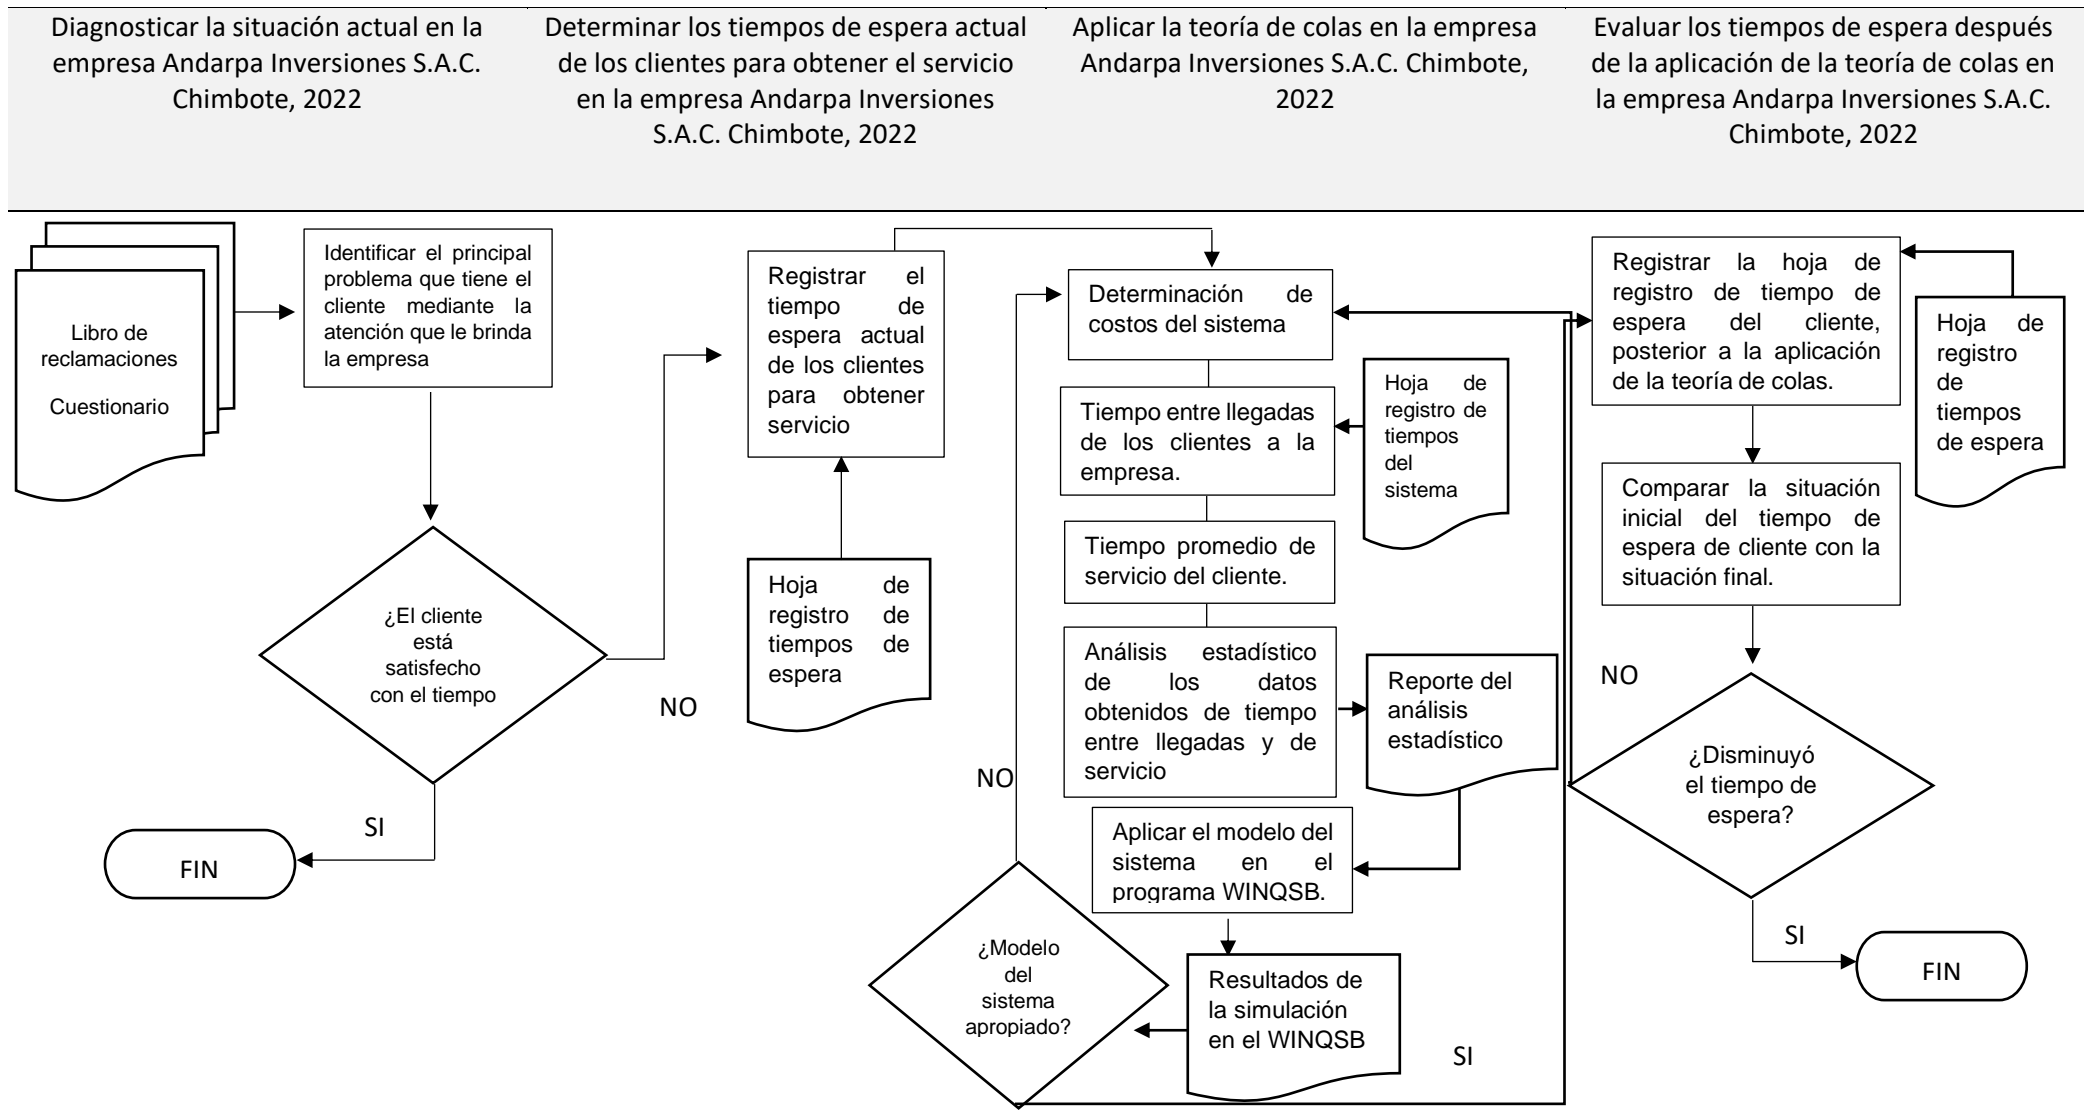 Diagnosticar la situación actual en la
empresa Andarpa Inversiones S.A.C.
Chimbote, 2022
Determinar los tiempos de espera actual
de los clientes para obtener el servicio
en la empresa Andarpa Inversiones
S.A.C. Chimbote, 2022
Aplicar la teoría de colas en la empresa
Andarpa Inversiones S.A.C. Chimbote,
2022
Evaluar los tiempos de espera después
de la aplicación de la teoría de colas en
la empresa Andarpa Inversiones S.A.C.
Chimbote, 2022
Libro de
reclamaciones
Cuestionario
Identificar el principal
problema que tiene el
cliente mediante la
atención que le brinda
la empresa
¿El cliente
está
satisfecho
con el tiempo
NO
SI
FIN
Registrar el
tiempo de
espera actual
de los clientes
para obtener
servicio
Hoja de
registro de
tiempos de
espera
Determinación de
costos del sistema
Tiempo entre llegadas
de los clientes a la
empresa.
Hoja de
registro de
tiempos
del
sistema
Tiempo promedio de
servicio del cliente.
Análisis estadístico
de los datos
obtenidos de tiempo
entre llegadas y de
servicio
Reporte del
análisis
estadístico
Aplicar el modelo del
sistema en el
programa WINQSB.
NO
¿Modelo
del
sistema
apropiado?
Resultados de
la simulación
en el WINQSB
SI
Registrar la hoja de
registro de tiempo de
espera del cliente,
posterior a la aplicación
de la teoría de colas.
Hoja de
registro
de
tiempos
de espera
Comparar la situación
inicial del tiempo de
espera de cliente con la
situación final.
NO
¿Disminuyó
el tiempo de
espera?
SI
FIN